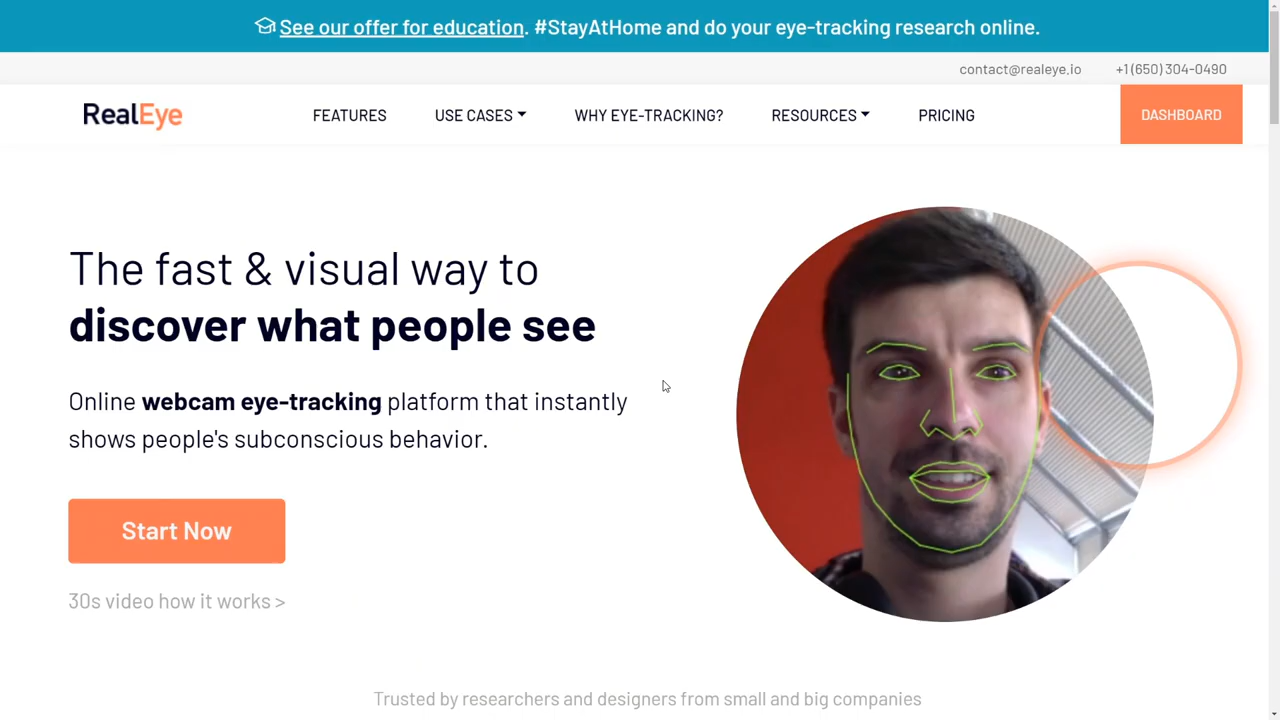 See our offer for education. #StayAtHome and do your eye-tracking research online.
contact@realeye.io +1 (650) 304-0490
RealEye FEATURES USE CASES WHY EYE-TRACKING? RESOURCES PRICING DASHBOARD
The fast & visual way to
discover what people see
Online webcam eye-tracking platform that instantly
shows people's subconscious behavior.
Start Now
30s video how it works >
Trusted by researchers and designers from small and big companies